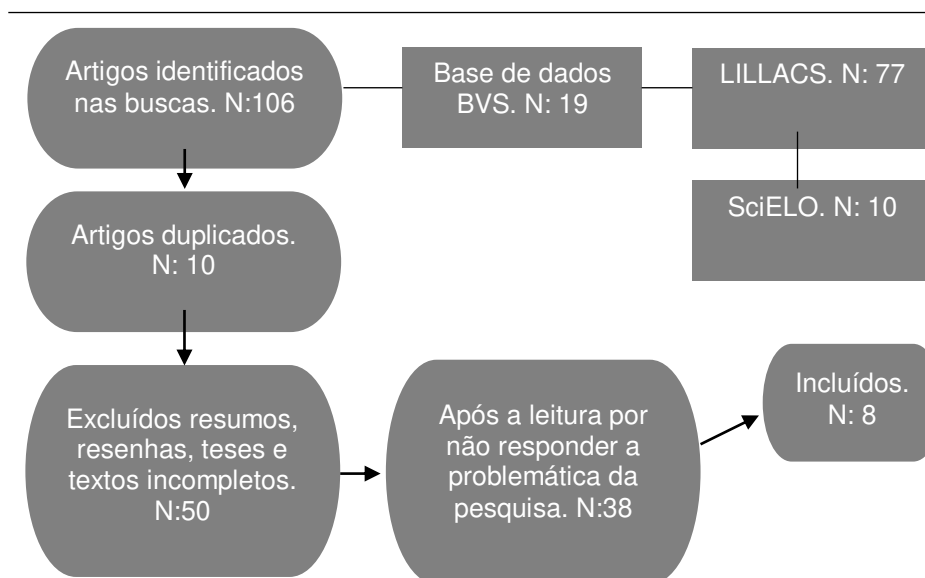 Artigos identificados
nas buscas. N:106
Base de dados
BVS. N: 19
LILLACS. N: 77
SciELO. N: 10
Artigos duplicados.
N: 10
Excluídos resumos,
resenhas, teses e
textos incompletos.
N:50
Após a leitura por
não responder a
problemática da
pesquisa. N:38
Incluídos.
N: 8